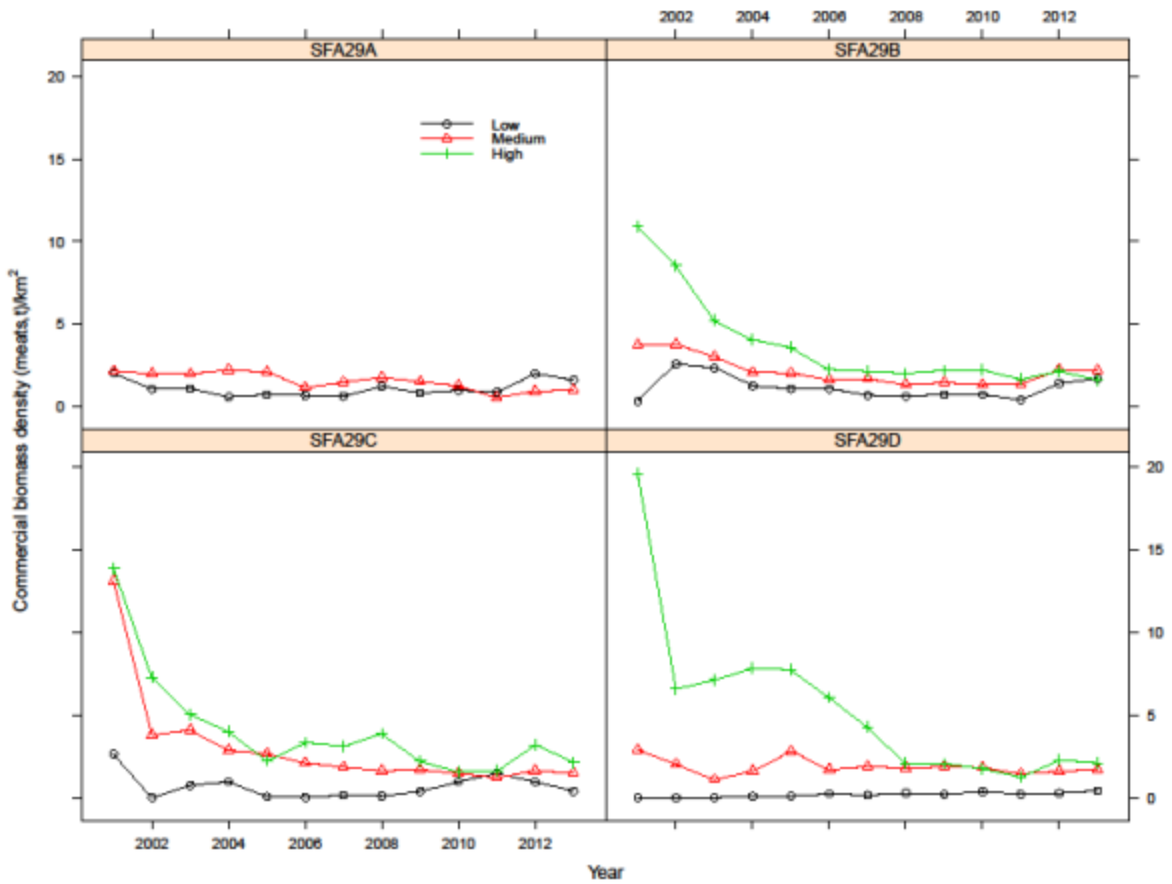 2002 2004 2006 2008 2010 2012
SFA29A SFA29B
20
15
10
5
0
Low
Medium
High
SFA29C SFA29D
20
15
10
5
0
Commercial biomass density (meats,t)/km²
2002 2004 2006 2008 2010 2012
Year